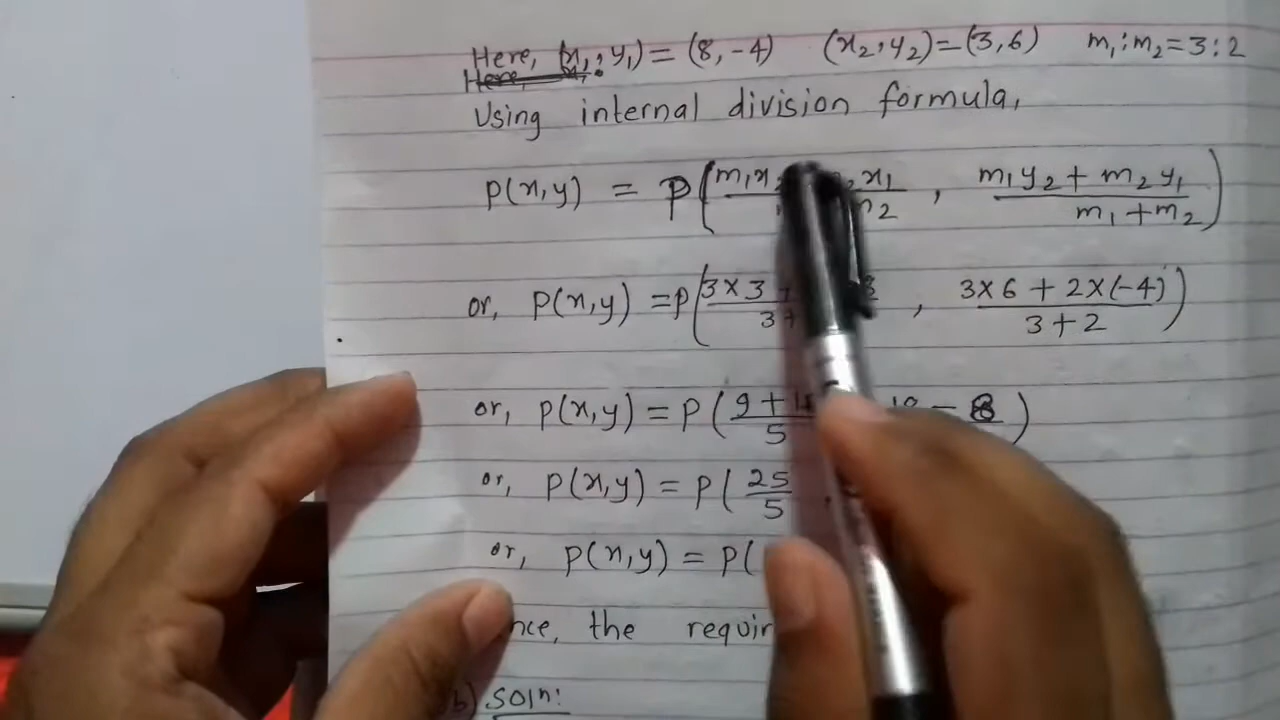 Here, (x₁, y₁) = (8, -4) (x₂, y₂) = (3, 6) m₁ : m₂ = 3 : 2
Using internal division formula,
P(x,y) = P( m₁x x₁ / 2 , m₁y₂ + m₂y₁ / m₁ + m₂ )
or, P(x,y) = P( 3×3 / 3+ , 3×6 + 2×(-4) / 3+2 )
or, P(x,y) = P( 9 + / 5 - 8 )
or, P(x,y) = P( 25/5
or, P(x,y) = P(
the
b) Soln: